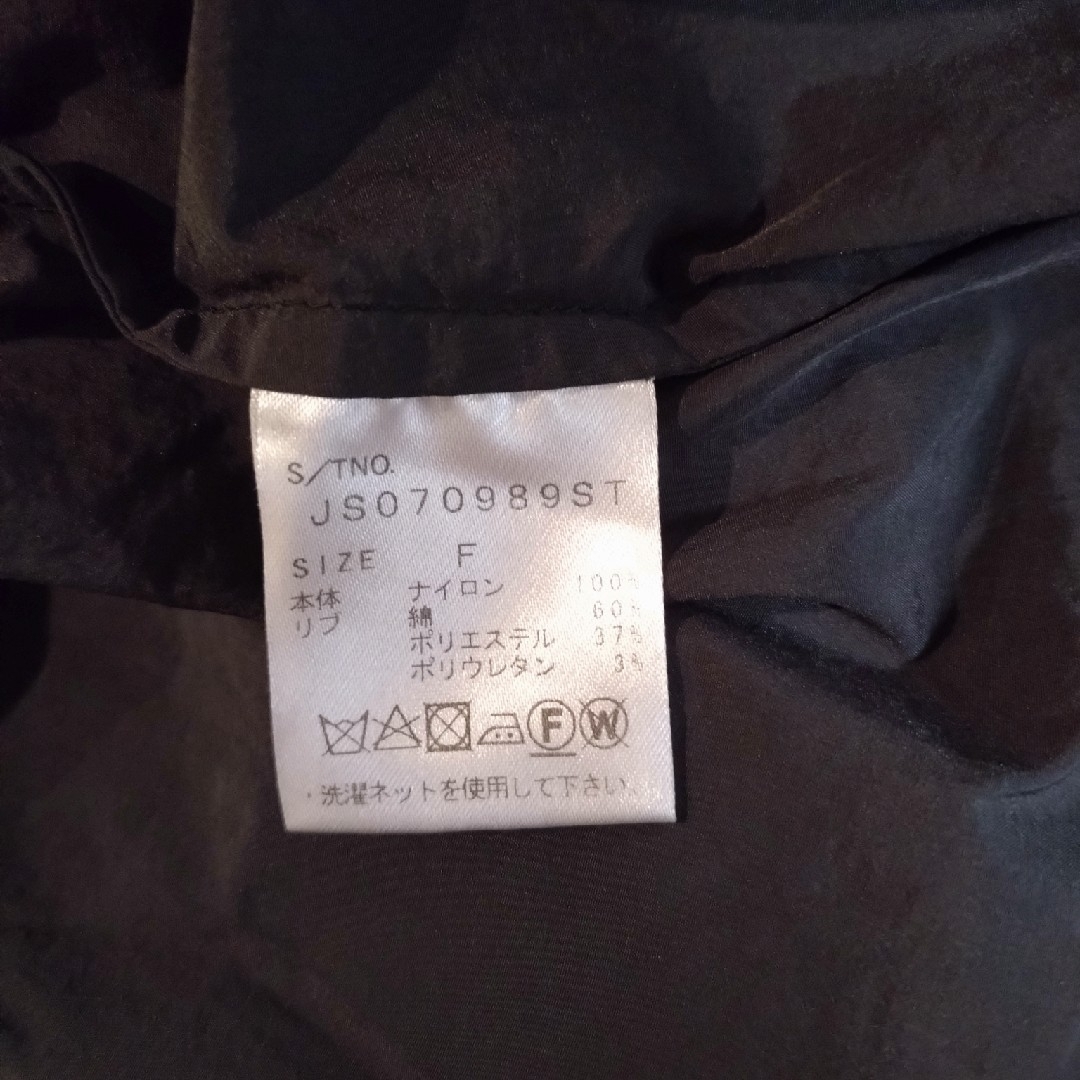 S/TNO.
JS070989ST
SIZE F
本体 ナイロン 100%
リブ 綿 60%
ポリエステル 37%
ポリウレタン 3%
F W
・洗濯ネットを使用して下さい。